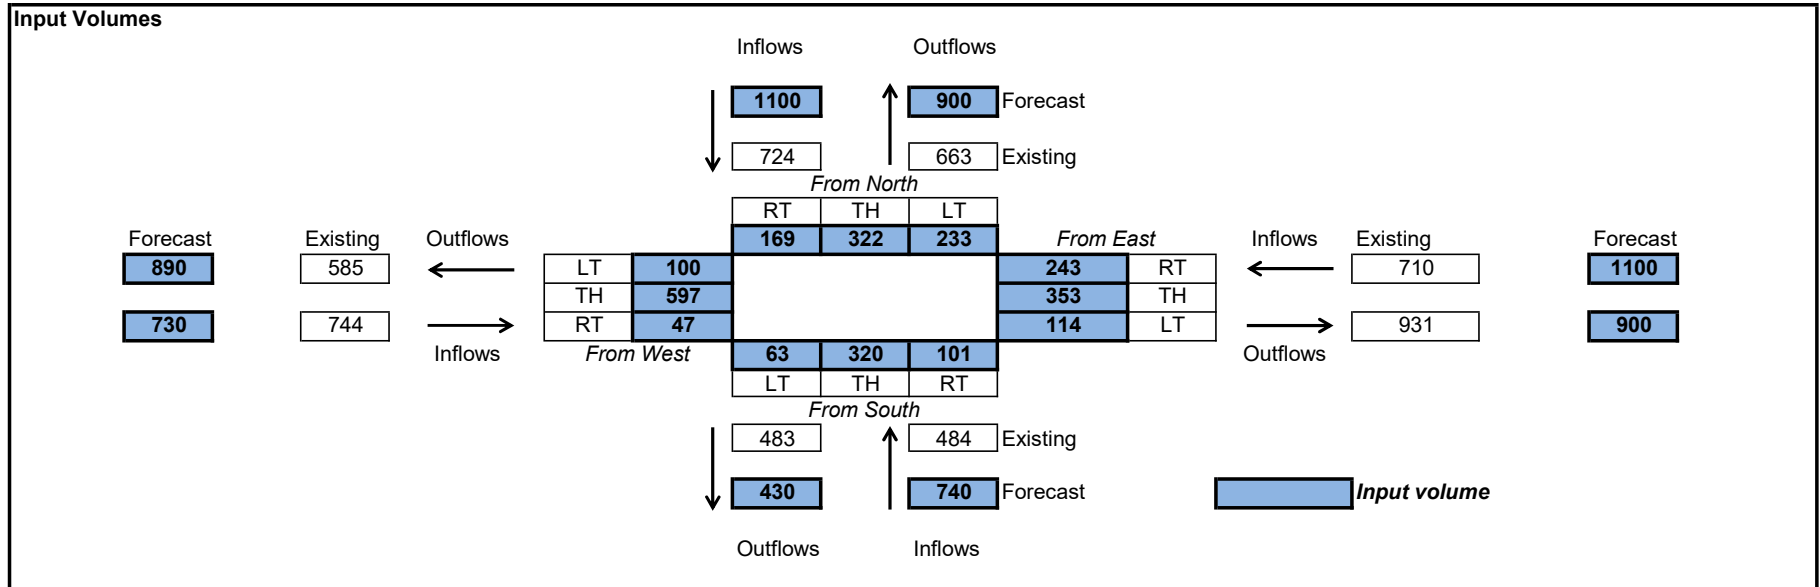 Input Volumes
Inflows Outflows
1100 900 Forecast
724 663 Existing
From North
RT TH LT
Forecast Existing Outflows 169 322 233 From East Inflows Existing Forecast
890 585 LT 100 243 RT 710 1100
TH 597 353 TH
730 744 RT 47 114 LT 931 900
Inflows From West 63 320 101 Outflows
LT TH RT
From South
483 484 Existing
430 740 Forecast Input volume
Outflows Inflows